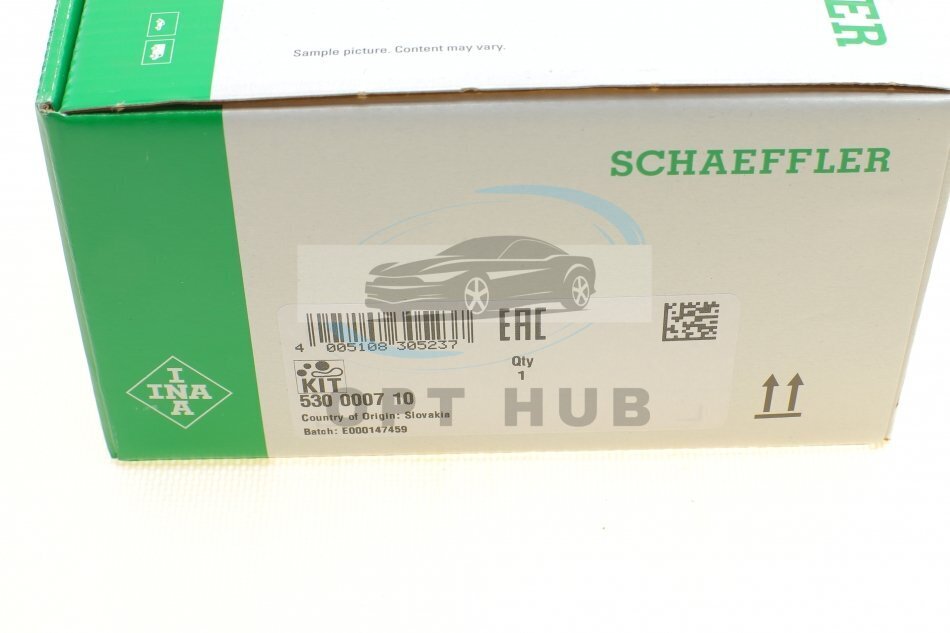 Sample picture. Content may vary.
SCHAEFFLER
4 005108 305237
EAC
Qty
1
KIT
530 0007 10
Country of Origin: Slovakia
Batch: E000147459
INA
INA
OPT HUB